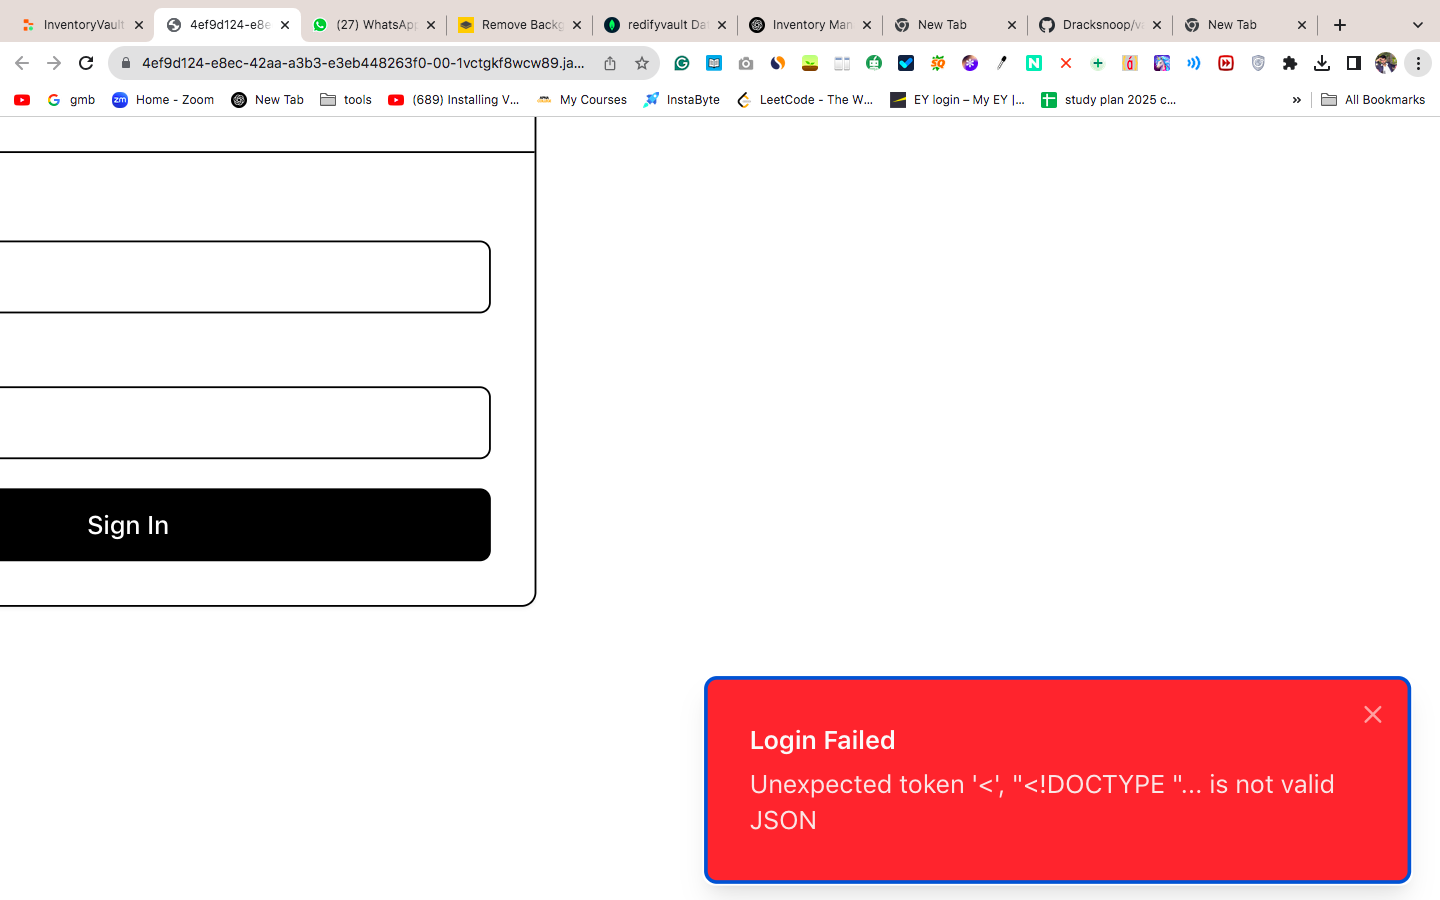 InventoryVault
4ef9d124-e8e
(27) WhatsApp
Remove Backg
redifyvault Dat
Inventory Man
New Tab
Dracksnoop/va
New Tab
4ef9d124-e8ec-42aa-a3b3-e3eb448263f0-00-1vctgkf8wcw89.ja...
gmb
Home - Zoom
New Tab
tools
(689) Installing V...
My Courses
InstaByte
LeetCode - The W...
EY login – My EY |...
study plan 2025 c...
»
All Bookmarks
Sign In
Login Failed
Unexpected token '<', "<!DOCTYPE "... is not valid
JSON